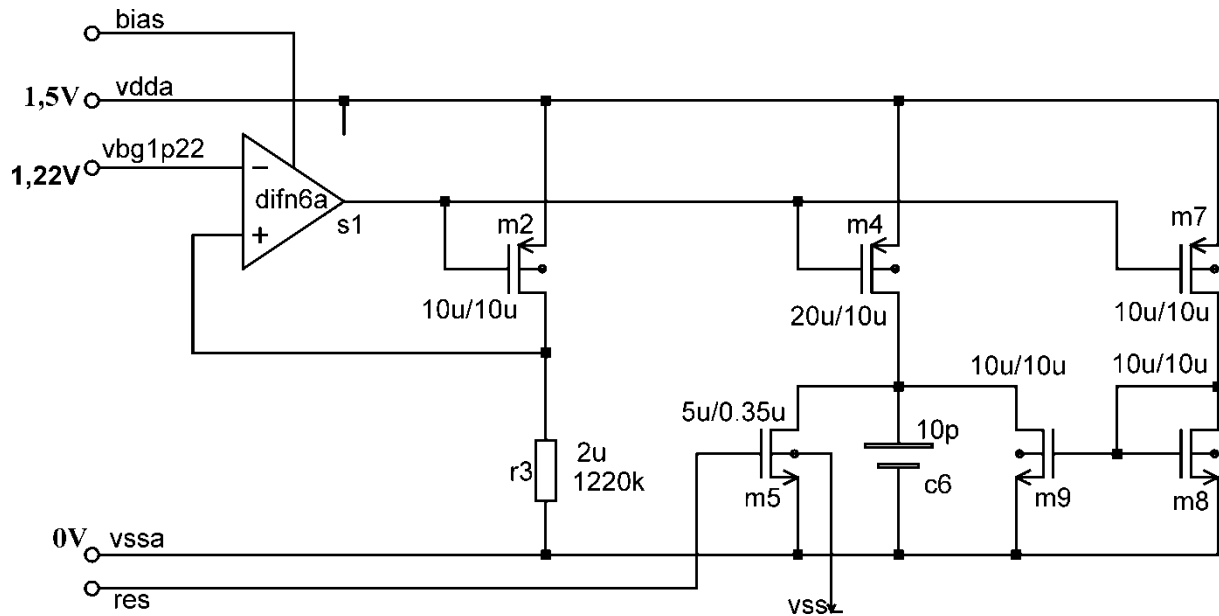 bias
1,5V vdda
vbg1p22
1,22V
difn6a
s1
m2
m4
m7
10u/10u
20u/10u
10u/10u
10u/10u
10u/10u
5u/0.35u
10p
r3
2u
1220k
m5
c6
m9
m8
0V vssa
res
vss